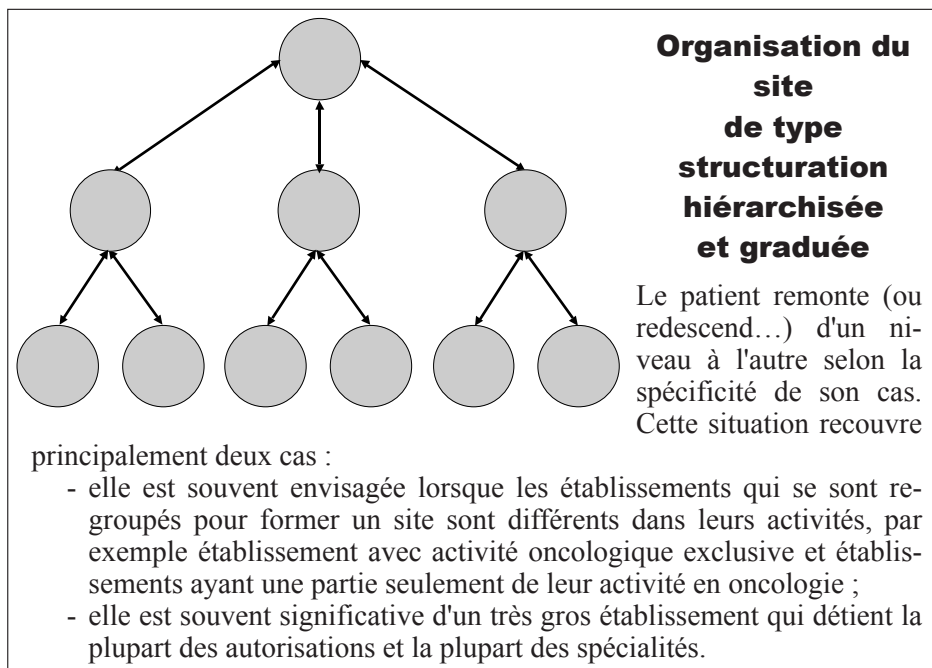 Organisation du
site
de type
structuration
hiérarchisée
et graduée
Le patient remonte (ou
redescend…) d'un ni-
veau à l'autre selon la
spécificité de son cas.
Cette situation recouvre
principalement deux cas :
- elle est souvent envisagée lorsque les établissements qui se sont re-
groupés pour former un site sont différents dans leurs activités, par
exemple établissement avec activité oncologique exclusive et établis-
sements ayant une partie seulement de leur activité en oncologie ;
- elle est souvent significative d'un très gros établissement qui détient la
plupart des autorisations et la plupart des spécialités.